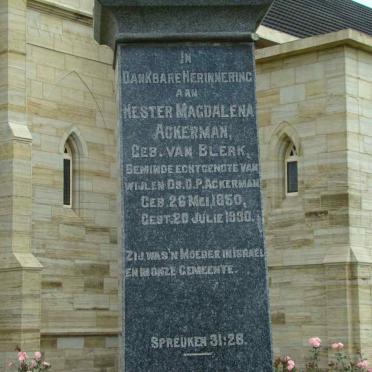 IN
DANKBARE HERINNERING
AAN
HESTER MAGDALENA
ACKERMAN,
GEB. VAN BLERK,
BEMINDE ECHTGENOTE VAN
WIJLEN DS. D.P. ACKERMAN
GEB. 26 MEI 1850,
GEST. 20 JULIE 1930.
ZIJ WAS 'N MOEDER IN ISRAEL
EN IN ONZE GEMEENTE.
SPREUKEN 31:28.